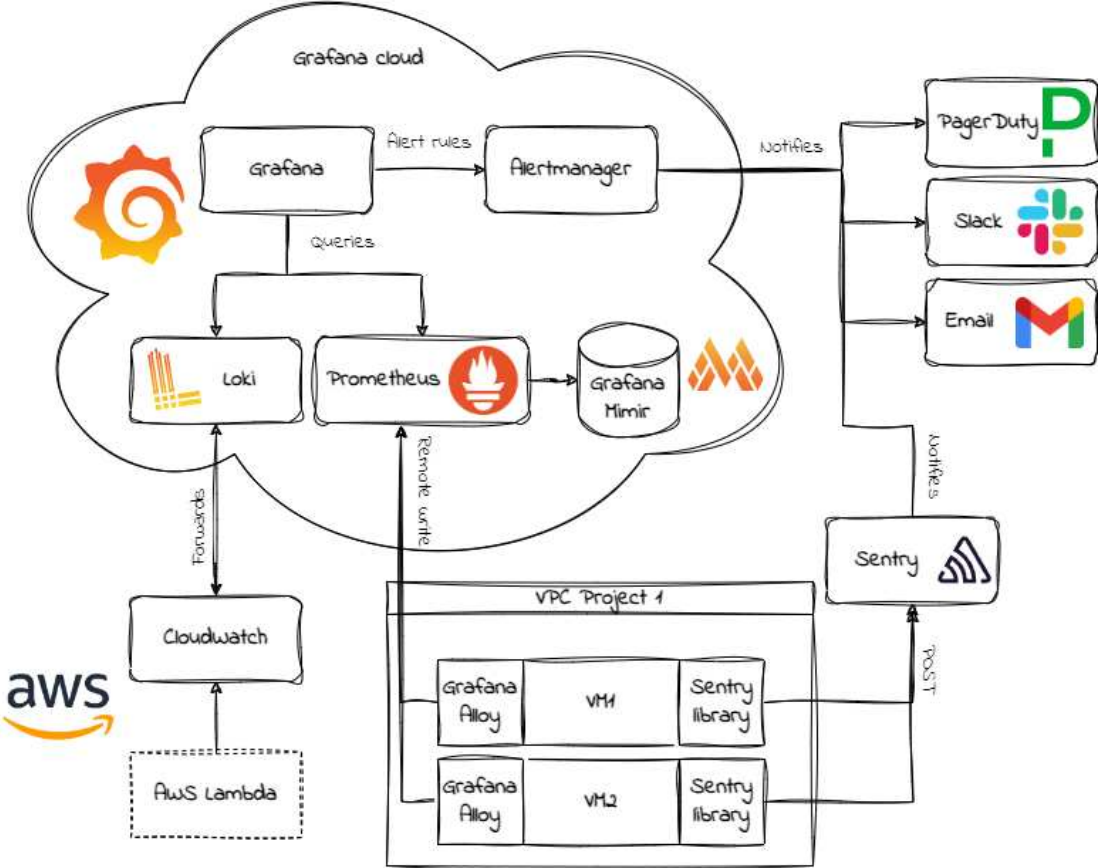 Grafana cloud
Grafana
Alert rules
Alertmanager
Notifies
PagerDuty
Slack
Email
Queries
Loki
Prometheus
Grafana
Mimir
Forwards
Remote write
Notifies
Sentry
Cloudwatch
VPC Project 1
POST
aws
Grafana
Alloy
VM1
Sentry
library
Grafana
Alloy
VM2
Sentry
library
AWS Lambda